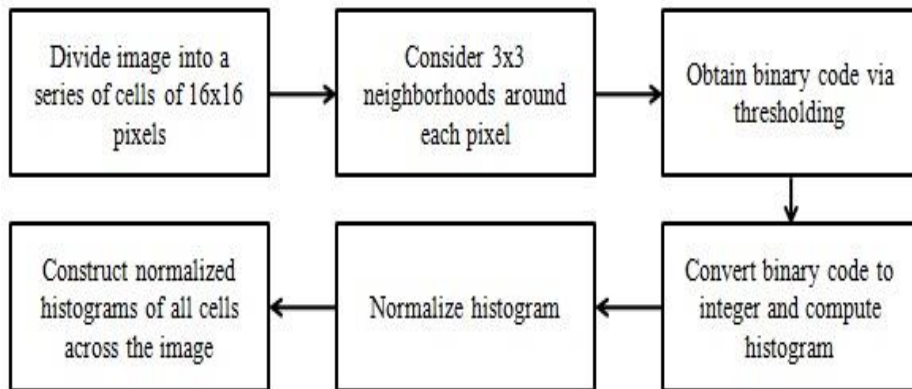 Divide image into a
series of cells of 16x16
pixels
Consider 3x3
neighborhoods around
each pixel
Obtain binary code via
thresholding
Convert binary code to
integer and compute
histogram
Normalize histogram
Construct normalized
histograms of all cells
across the image